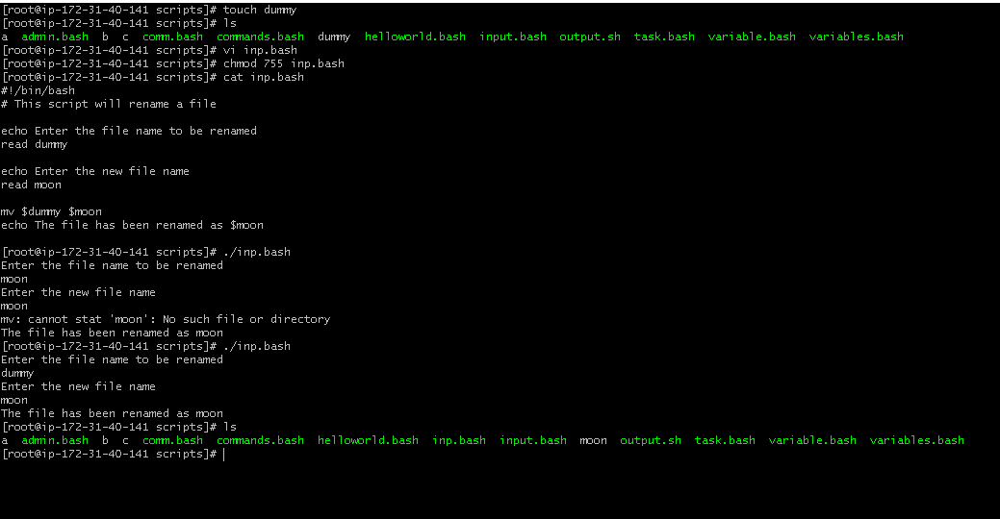 [root@ip-172-31-40-141 scripts]# touch dummy
[root@ip-172-31-40-141 scripts]# ls
a  admin.bash  b  c  comm.bash  commands.bash  dummy  helloworld.bash  input.bash  output.sh  task.bash  variable.bash  variables.bash
[root@ip-172-31-40-141 scripts]# vi inp.bash
[root@ip-172-31-40-141 scripts]# chmod 755 inp.bash
[root@ip-172-31-40-141 scripts]# cat inp.bash
#!/bin/bash
# This script will rename a file

echo Enter the file name to be renamed
read dummy

echo Enter the new file name
read moon

mv $dummy $moon
echo The file has been renamed as $moon

[root@ip-172-31-40-141 scripts]# ./inp.bash
Enter the file name to be renamed
moon
Enter the new file name
moon
mv: cannot stat 'moon': No such file or directory
The file has been renamed as moon
[root@ip-172-31-40-141 scripts]# ./inp.bash
Enter the file name to be renamed
dummy
Enter the new file name
moon
The file has been renamed as moon
[root@ip-172-31-40-141 scripts]# ls
a  admin.bash  b  c  comm.bash  commands.bash  helloworld.bash  inp.bash  input.bash  moon  output.sh  task.bash  variable.bash  variables.bash
[root@ip-172-31-40-141 scripts]#